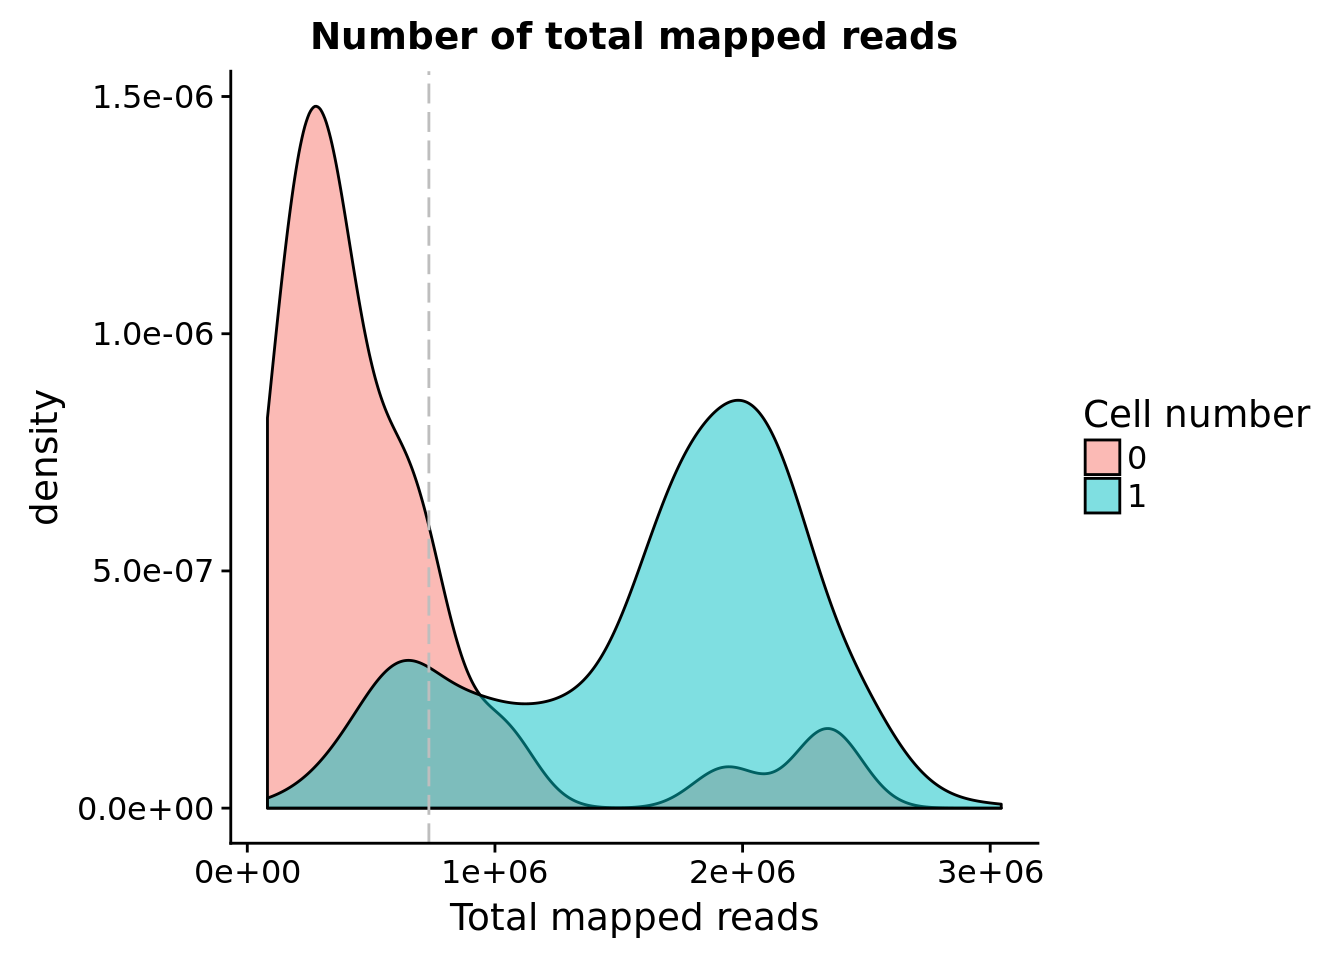 Number of total mapped reads
1.5e-06
1.0e-06
5.0e-07
0.0e+00
density
0e+00 1e+06 2e+06 3e+06
Total mapped reads
Cell number
0
1